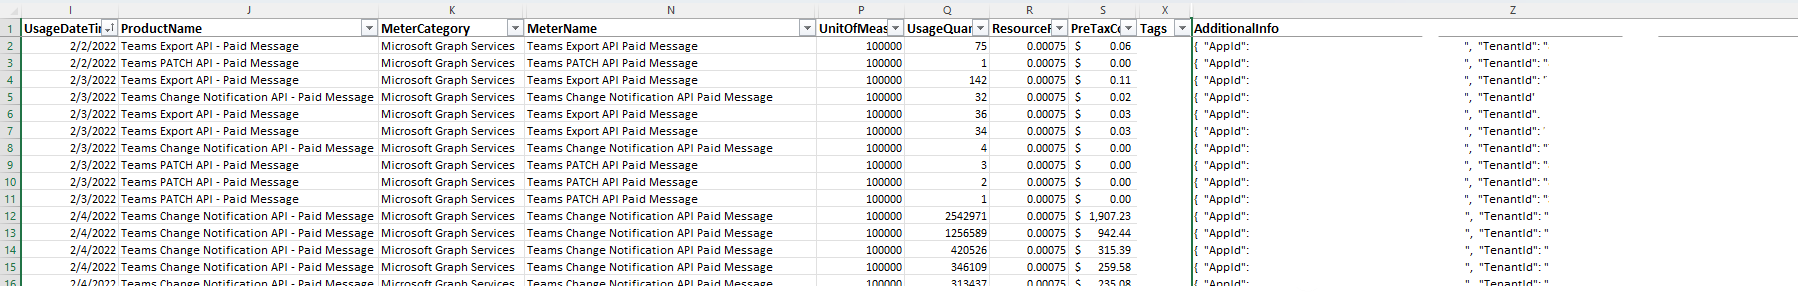 I J K N P Q R S X Z
1 UsageDateTin ProductName MeterCategory MeterName UnitOfMeas UsageQuar ResourceF PreTaxCo Tags AdditionalInfo
2 2/2/2022 Teams Export API - Paid Message Microsoft Graph Services Teams Export API Paid Message 100000 75 0.00075 $ 0.06 { "AppId": ", "TenantId": "
3 2/2/2022 Teams PATCH API - Paid Message Microsoft Graph Services Teams PATCH API Paid Message 100000 1 0.00075 $ 0.00 { "AppId": ", "TenantId": "
4 2/3/2022 Teams Export API - Paid Message Microsoft Graph Services Teams Export API Paid Message 100000 142 0.00075 $ 0.11 { "AppId": ", "TenantId": '
5 2/3/2022 Teams Change Notification API - Paid Message Microsoft Graph Services Teams Change Notification API Paid Message 100000 32 0.00075 $ 0.02 { "AppId": ", "TenantId'
6 2/3/2022 Teams Export API - Paid Message Microsoft Graph Services Teams Export API Paid Message 100000 36 0.00075 $ 0.03 { "AppId": ", "TenantId".
7 2/3/2022 Teams Export API - Paid Message Microsoft Graph Services Teams Export API Paid Message 100000 34 0.00075 $ 0.03 { "AppId": ", "TenantId": '
8 2/3/2022 Teams Change Notification API - Paid Message Microsoft Graph Services Teams Change Notification API Paid Message 100000 4 0.00075 $ 0.00 { "AppId": ", "TenantId": "
9 2/3/2022 Teams PATCH API - Paid Message Microsoft Graph Services Teams PATCH API Paid Message 100000 3 0.00075 $ 0.00 { "AppId": ", "TenantId": "
10 2/3/2022 Teams PATCH API - Paid Message Microsoft Graph Services Teams PATCH API Paid Message 100000 2 0.00075 $ 0.00 { "AppId": ", "TenantId": "
11 2/3/2022 Teams PATCH API - Paid Message Microsoft Graph Services Teams PATCH API Paid Message 100000 1 0.00075 $ 0.00 { "AppId": ", "TenantId": "
12 2/4/2022 Teams Change Notification API - Paid Message Microsoft Graph Services Teams Change Notification API Paid Message 100000 2542971 0.00075 $ 1,907.23 { "AppId": ", "TenantId": "
13 2/4/2022 Teams Change Notification API - Paid Message Microsoft Graph Services Teams Change Notification API Paid Message 100000 1256589 0.00075 $ 942.44 { "AppId": ", "TenantId": "
14 2/4/2022 Teams Change Notification API - Paid Message Microsoft Graph Services Teams Change Notification API Paid Message 100000 420526 0.00075 $ 315.39 { "AppId": ", "TenantId": "
15 2/4/2022 Teams Change Notification API - Paid Message Microsoft Graph Services Teams Change Notification API Paid Message 100000 346109 0.00075 $ 259.58 { "AppId": ", "TenantId": "
16 2/4/2022 Teams Change Notification API - Paid Message Microsoft Graph Services Teams Change Notification API Paid Message 100000 313437 0.00075 $ 235.08 { "AppId": ", "TenantId": "